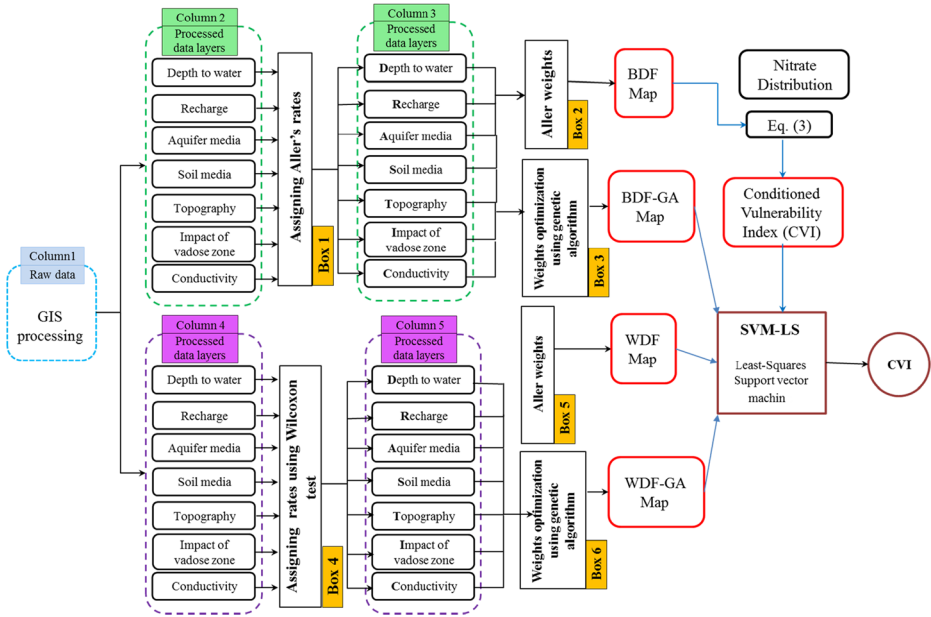 Column1
Raw data
GIS
processing
Column 2
Processed
data layers
Depth to water
Recharge
Aquifer media
Soil media
Topography
Impact of
vadose zone
Conductivity
Assigning Aller's rates
Box 1
Column 3
Processed
data layers
Depth to water
Recharge
Aquifer media
Soil media
Topography
Impact of
vadose zone
Conductivity
Aller weights
Box 2
BDF
Map
Nitrate
Distribution
Eq. (3)
Conditioned
Vulnerability
Index (CVI)
Weights optimization
using genetic
algorithm
Box 3
BDF-GA
Map
Column 4
Processed
data layers
Depth to water
Recharge
Aquifer media
Soil media
Topography
Impact of
vadose zone
Conductivity
Assigning rates using Wilcoxon
test
Box 4
Column 5
Processed
data layers
Depth to water
Recharge
Aquifer media
Soil media
Topography
Impact of
vadose zone
Conductivity
Aller weights
Box 5
WDF
Map
Weights optimization
using genetic
algorithm
Box 6
WDF-GA
Map
SVM-LS
Least-Squares
Support vector
machin
CVI